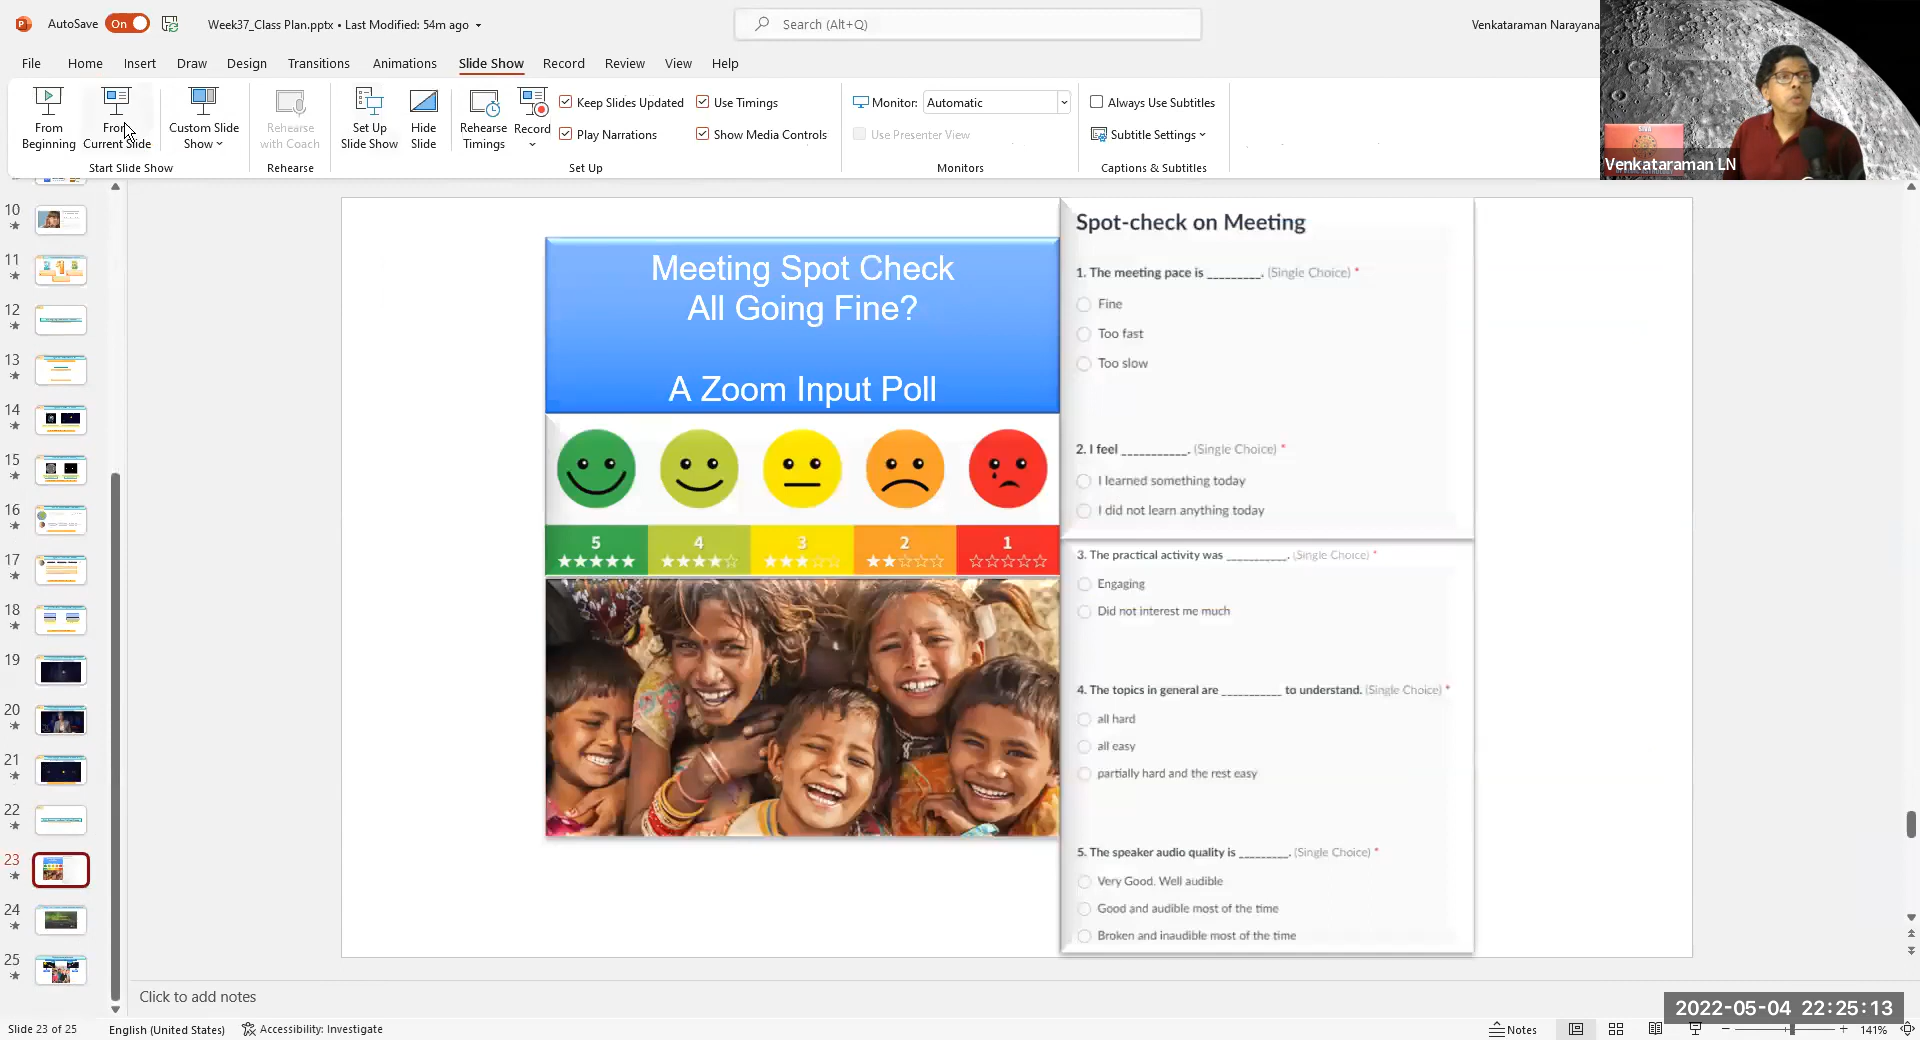 AutoSave On Week37_Class Plan.pptx • Last Modified: 54m ago Search (Alt+Q) Venkataraman Narayana
File Home Insert Draw Design Transitions Animations Slide Show Record Review View Help
From Beginning
From Current Slide
Custom Slide Show
Start Slide Show
Rehearse with Coach
Rehearse
Set Up Slide Show
Hide Slide
Rehearse Timings
Record
Keep Slides Updated
Play Narrations
Use Timings
Show Media Controls
Set Up
Monitor: Automatic
Use Presenter View
Monitors
Always Use Subtitles
Subtitle Settings
Captions & Subtitles
Venkataraman LN
10
11
12
13
14
15
16
17
18
19
20
21
22
23
24
25
Meeting Spot Check
All Going Fine?
A Zoom Input Poll
5 4 3 2 1
Spot-check on Meeting
1. The meeting pace is _________. (Single Choice) *
Fine
Too fast
Too slow
2. I feel ___________. (Single Choice) *
I learned something today
I did not learn anything today
3. The practical activity was ___________. (Single Choice) *
Engaging
Did not interest me much
4. The topics in general are ___________ to understand. (Single Choice) *
all hard
all easy
partially hard and the rest easy
5. The speaker audio quality is _________. (Single Choice) *
Very Good. Well audible
Good and audible most of the time
Broken and inaudible most of the time
Click to add notes
2022-05-04 22:25:13
Slide 23 of 25 English (United States) Accessibility: Investigate Notes 141%